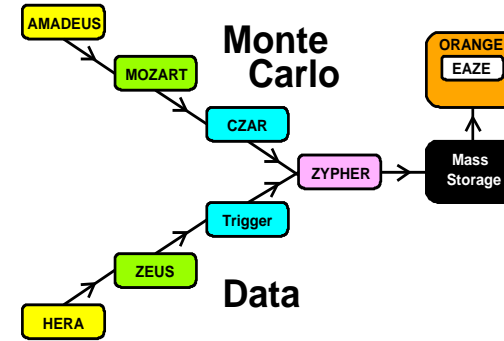 AMADEUS
Monte
Carlo
ORANGE
EAZE
MOZART
CZAR
ZYPHER
Mass
Storage
Trigger
ZEUS
Data
HERA